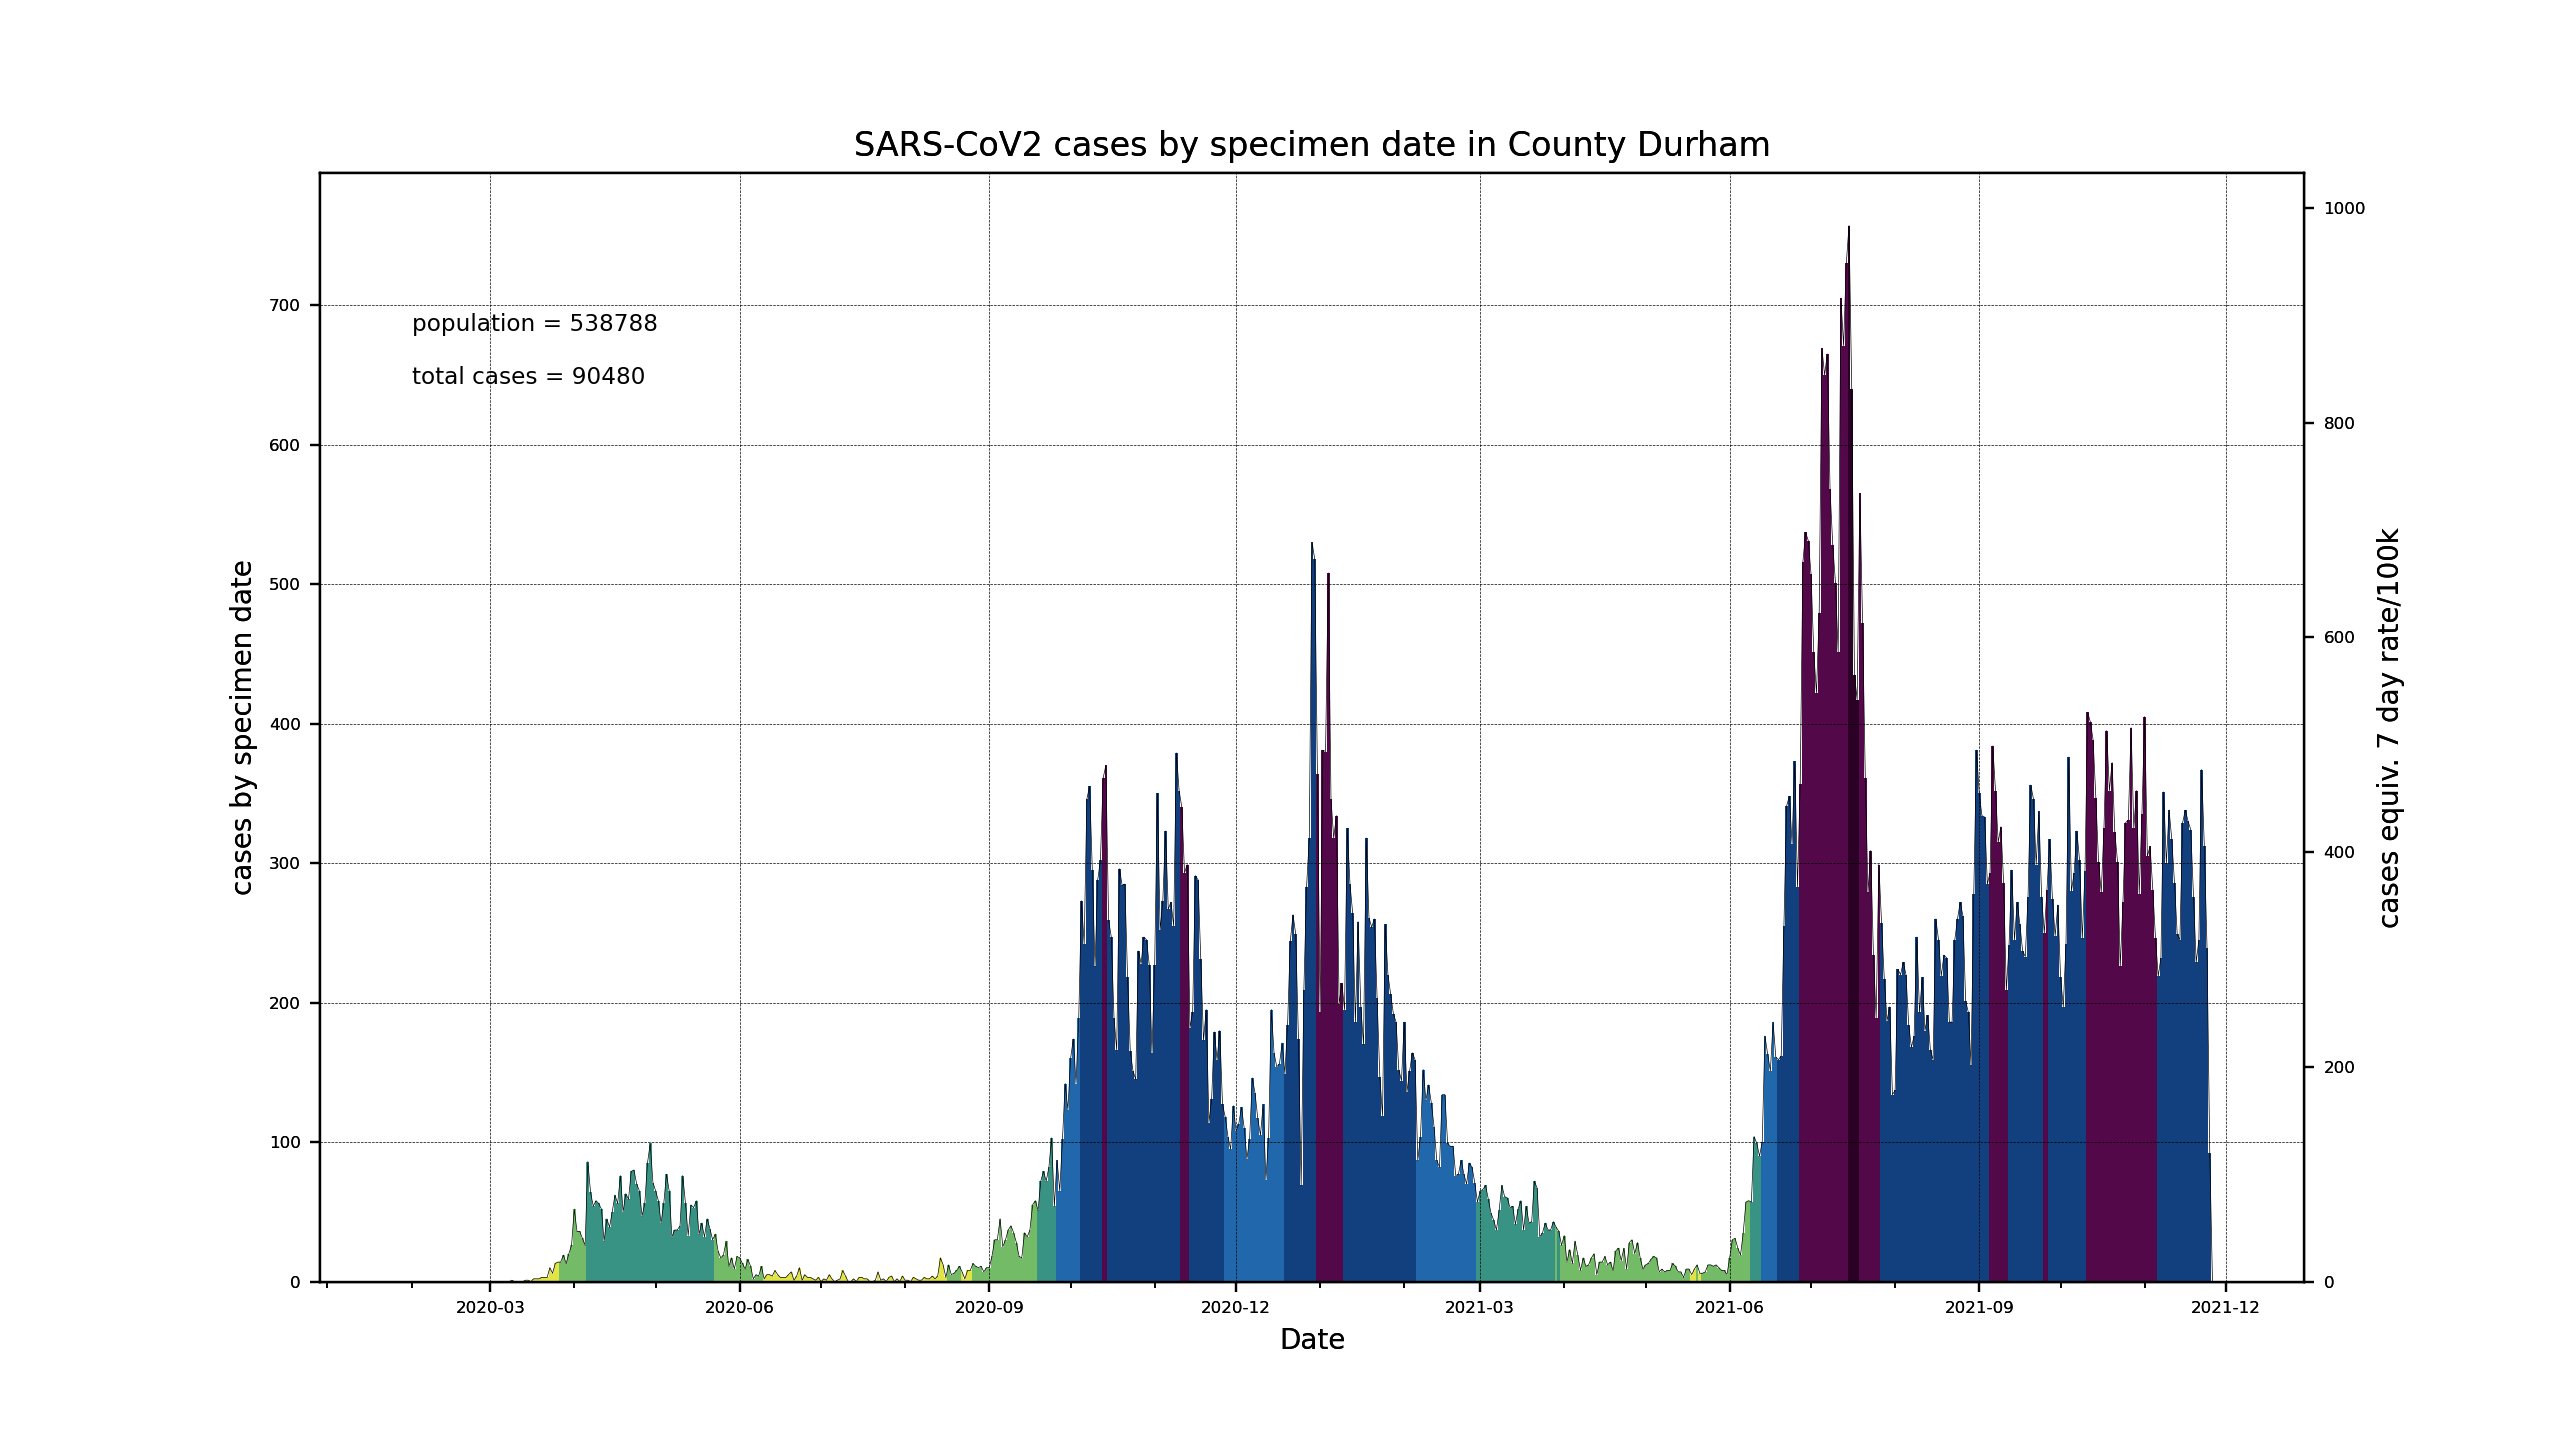 SARS-CoV2 cases by specimen date in County Durham
population = 538788
total cases = 90480
cases by specimen date
700
600
500
400
300
200
100
0
1000
800
600
400
200
0
cases equiv. 7 day rate/100k
2020-03 2020-06 2020-09 2020-12 2021-03 2021-06 2021-09 2021-12
Date